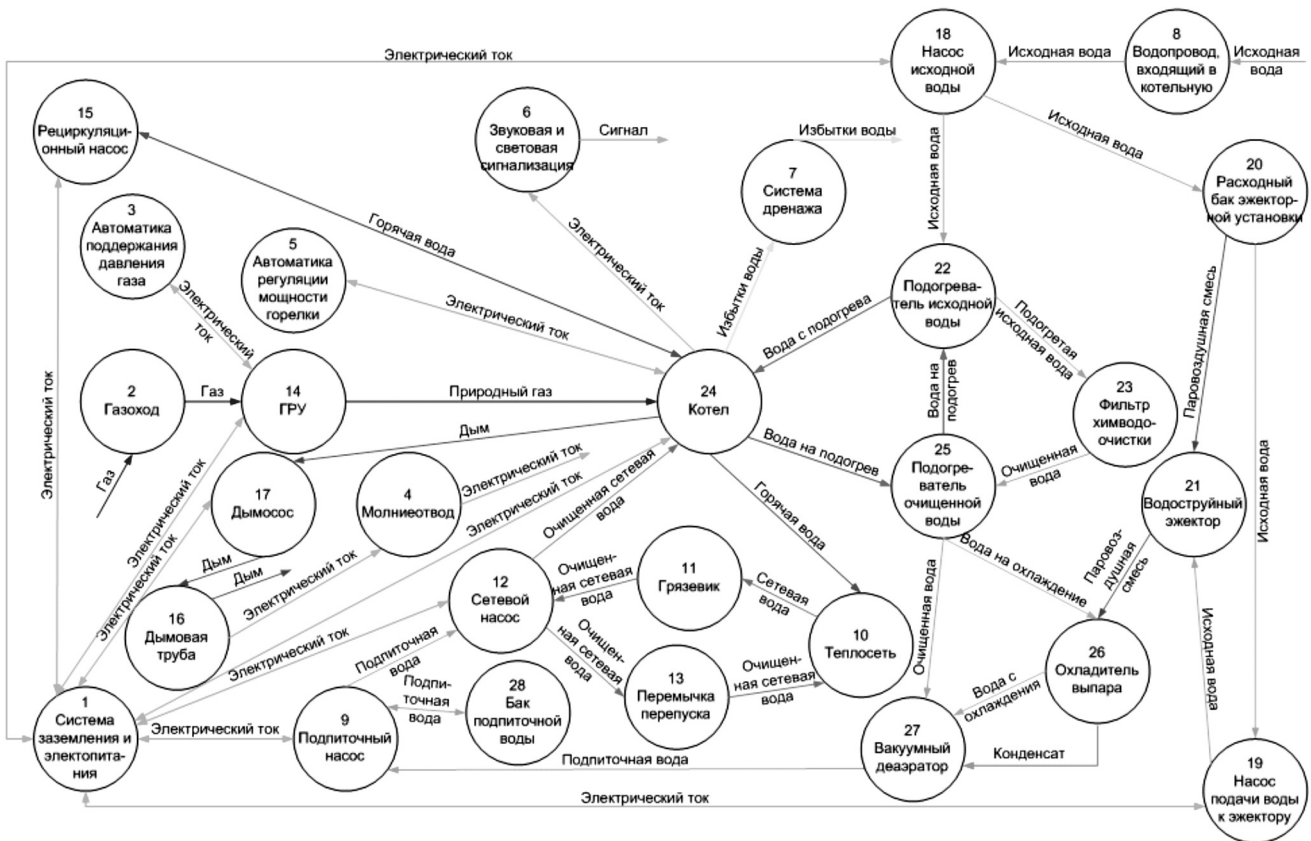 Электрический ток
18
Насос
исходной
воды
Исходная вода
8
Водопровод,
входящий в
котельную
Исходная
вода
15
Рециркуляци-
онный насос
6
Звуковая и
световая
сигнализация
Сигнал
Избытки воды
7
Система
дренажа
Исходная вода
Исходная вода
20
Расходный
бак эжектор-
ной установки
3
Автоматика
поддержания
давления
газа
5
Автоматика
регуляции
мощности
горелки
Горячая вода
Электрический ток
Избытки воды
22
Подогрева-
тель исходной
воды
Подогретая
исходная вода
Паровоздушная смесь
Электрический
ток
Электрический ток
Вода с подогрева
2
Газоход
Газ
14
ГРУ
Природный газ
24
Котел
Вода на
подогрев
23
Фильтр
химводо-
очистки
Газ
Электрический ток
Дым
Вода на подогрев
25
Подогре-
ватель
очищенной
воды
Очищенная
вода
21
Водоструйный
эжектор
Исходная вода
17
Дымосос
4
Молниеотвод
Электрический ток
Электрический ток
Очищенная сетевая
вода
Горячая вода
Электрический ток
Электрический ток
Дым
Дым
Электрический ток
16
Дымовая
труба
12
Сетевой
насос
Очищен-
ная сетевая
вода
11
Грязевик
Сетевая
вода
10
Теплосеть
Вода на охлаждение
Очищенная вода
Паровоз-
душная
смесь
26
Охладитель
выпара
Исходная вода
Электрический ток
Подпиточная
вода
Очищен-
ная сетевая
вода
13
Перемычка
перепуска
Очищен-
ная сетевая
вода
Вода с
охлаждения
1
Система
заземления и
электопита-
ния
Электрический ток
9
Подпиточный
насос
Подпи-
точная
вода
28
Бак
подпиточной
воды
Подпиточная вода
27
Вакуумный
деаэратор
Конденсат
19
Насос
подачи воды
к эжектору
Электрический ток